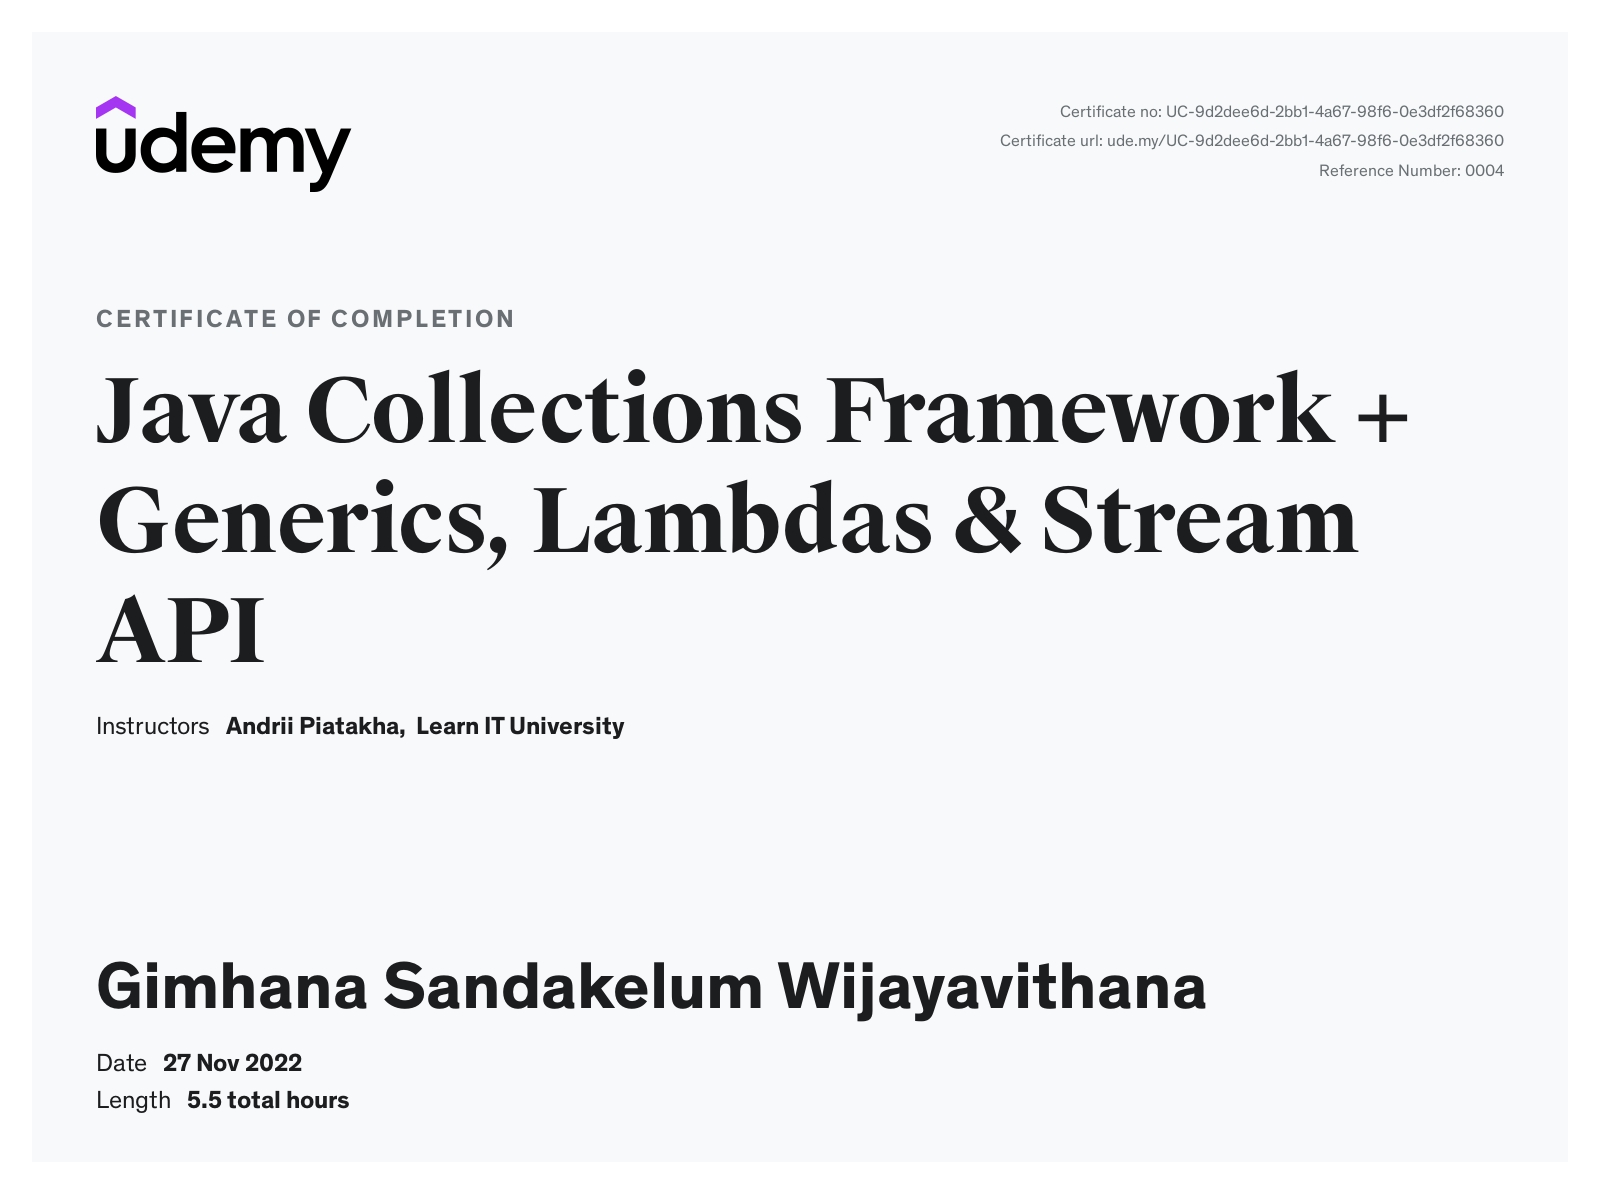 udemy
Certificate no: UC-9d2dee6d-2bb1-4a67-98f6-0e3df2f68360
Certificate url: ude.my/UC-9d2dee6d-2bb1-4a67-98f6-0e3df2f68360
Reference Number: 0004
CERTIFICATE OF COMPLETION
Java Collections Framework +
Generics, Lambdas & Stream
API
Instructors Andrii Piatakha, Learn IT University
Gimhana Sandakelum Wijayavithana
Date 27 Nov 2022
Length 5.5 total hours